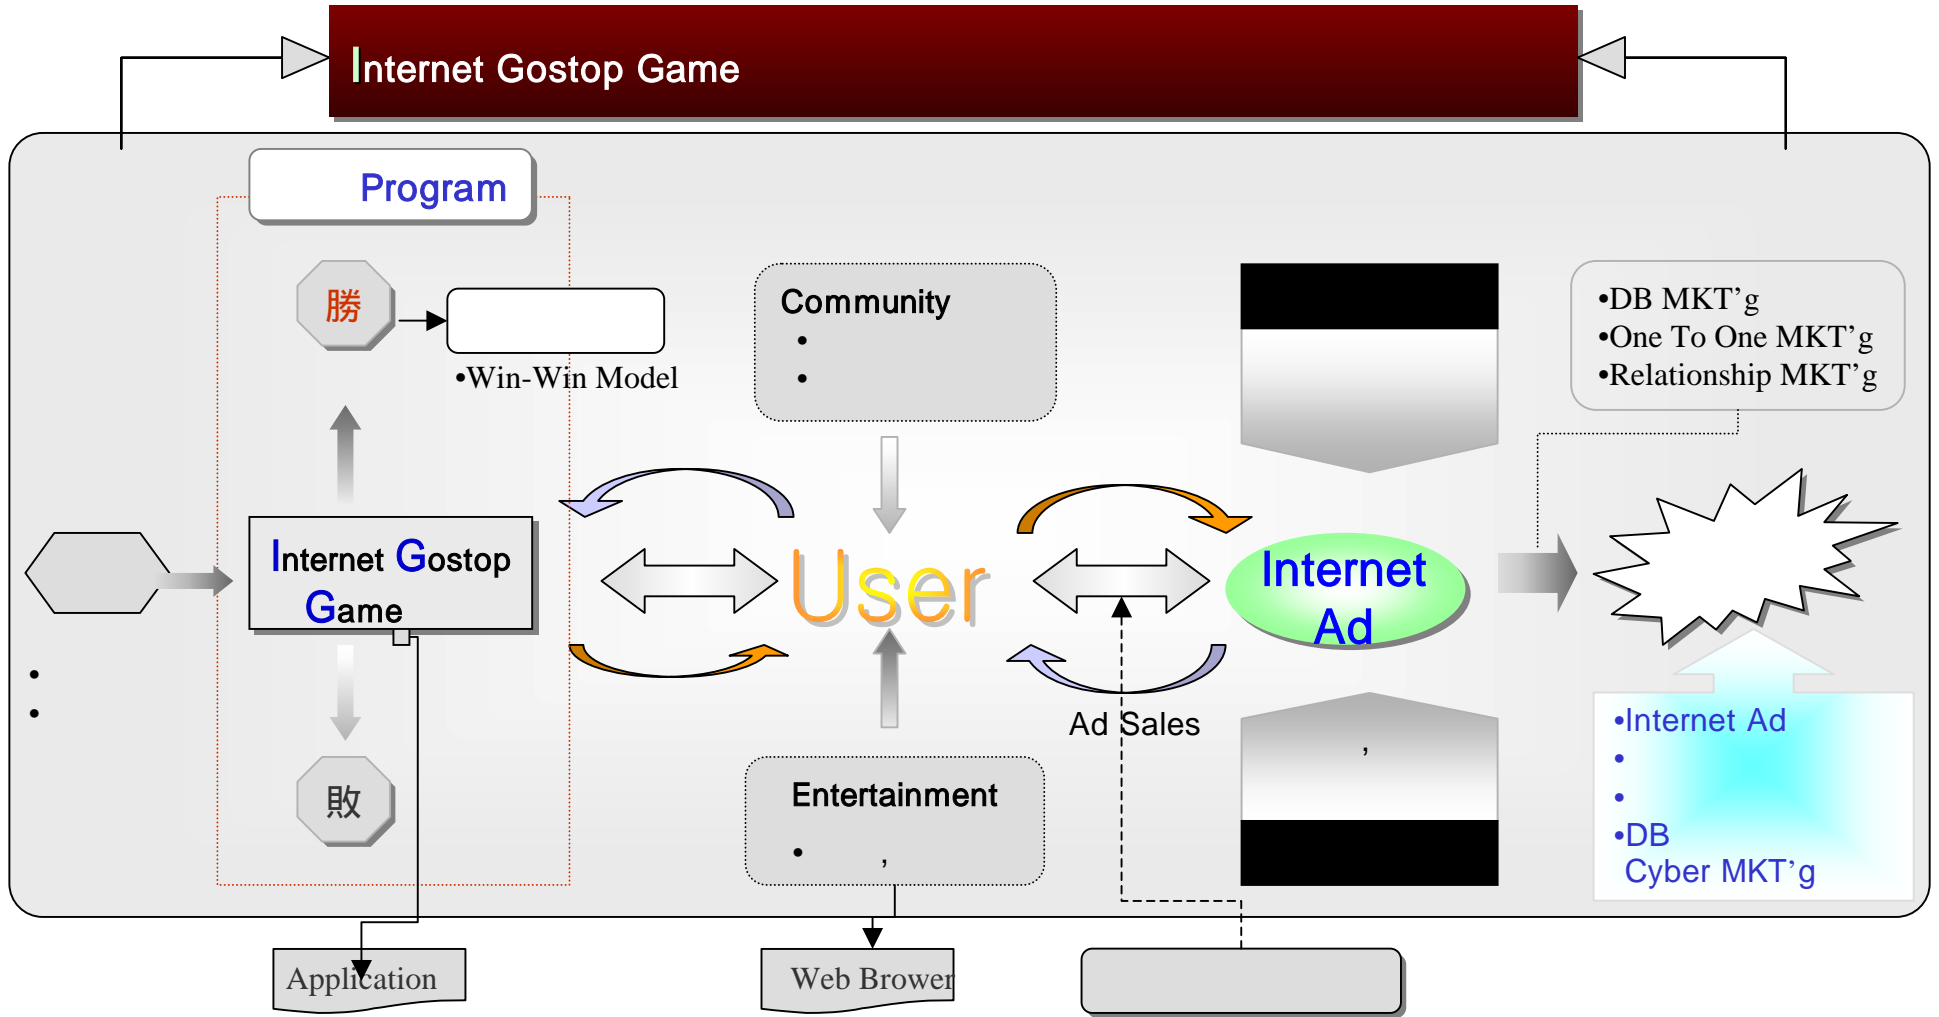 Internet Gostop Game
Program
勝
•Win-Win Model
Community
•
•
•DB MKT’g
•One To One MKT’g
•Relationship MKT’g
Internet Gostop
Game
User
Internet
Ad
•
•
敗
Ad Sales
Entertainment
• ,
,
•Internet Ad
•
•
•DB
Cyber MKT’g
Application
Web Brower